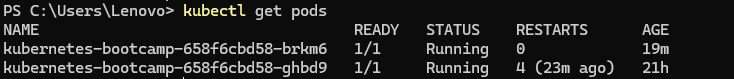 PS C:\Users\Lenovo> kubectl get pods
NAME READY STATUS RESTARTS AGE
kubernetes-bootcamp-658f6cbd58-brkm6 1/1 Running 0 19m
kubernetes-bootcamp-658f6cbd58-ghbd9 1/1 Running 4 (23m ago) 21h